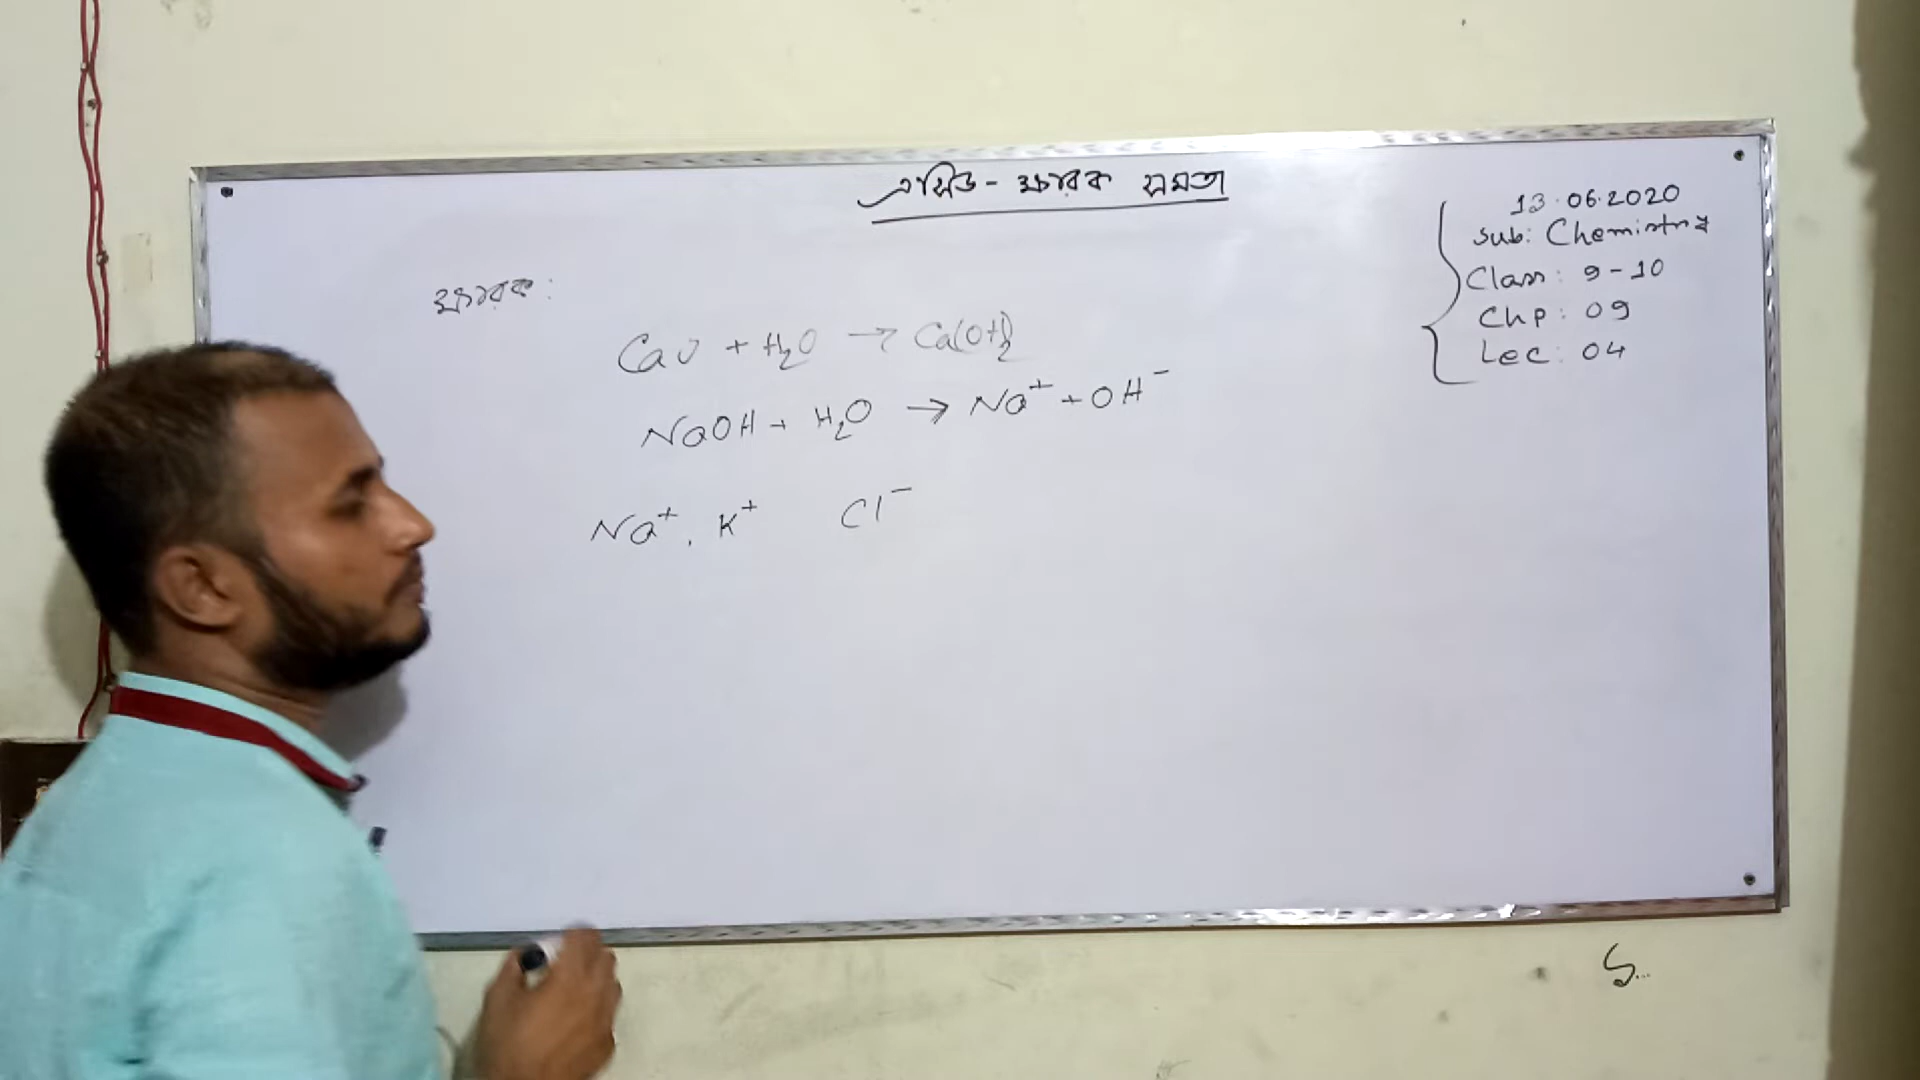 এসিড - ক্ষারক সমতা
13.06.2020
Sub: Chemistry
Class: 9-10
Chp: 09
Lec: 04
ক্ষারক:
CaO + H₂O → Ca(OH)₂
NaOH + H₂O → Na⁺ + OH⁻
Na⁺, K⁺ Cl⁻
S...